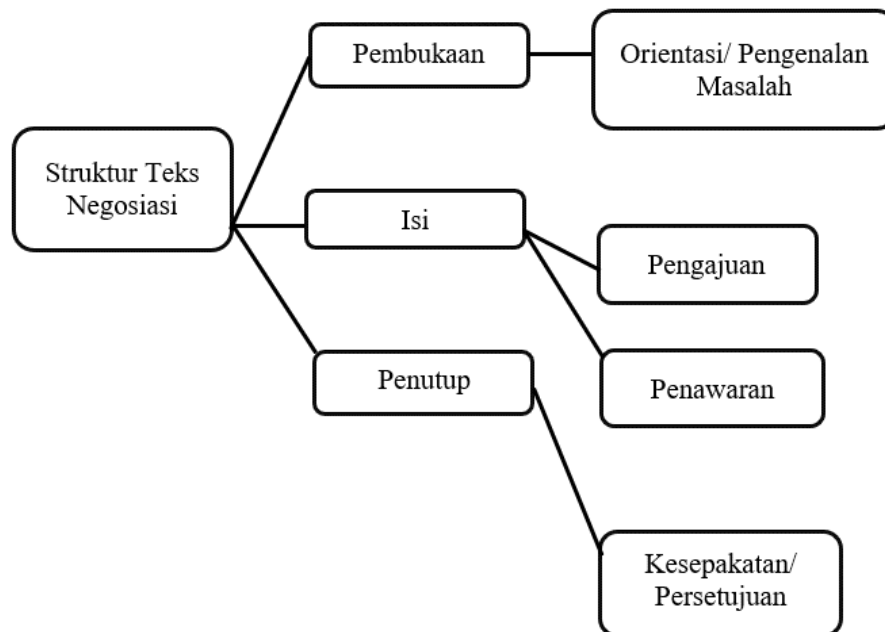 Pembukaan
Orientasi/ Pengenalan
Masalah
Struktur Teks
Negosiasi
Isi
Pengajuan
Penutup
Penawaran
Kesepakatan/
Persetujuan